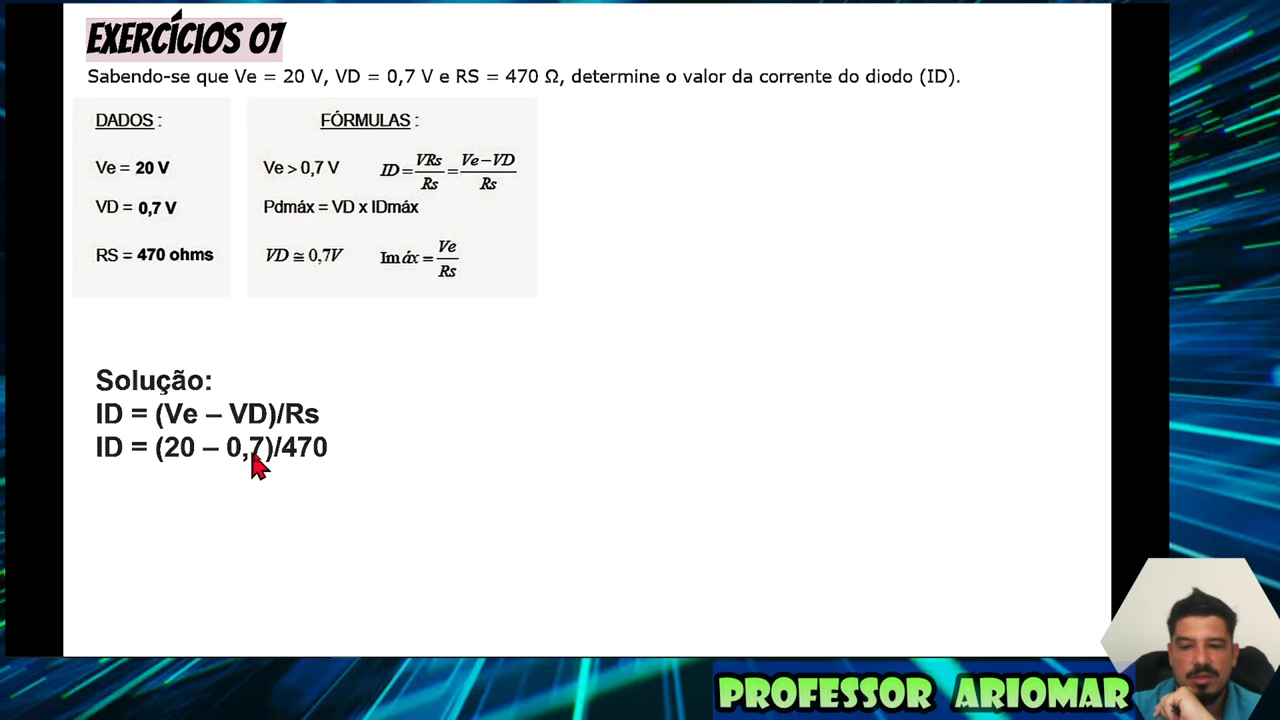 EXERCÍCIOS 07
Sabendo-se que Ve = 20 V, VD = 0,7 V e RS = 470 Ω, determine o valor da corrente do diodo (ID).
DADOS :
Ve = 20 V
VD = 0,7 V
RS = 470 ohms
FÓRMULAS :
Ve > 0,7 V ID = VRs/Rs = Ve−VD/Rs
Pdmáx = VD x IDmáx
VD ≅ 0,7V Imáx = Ve/Rs
Solução:
ID = (Ve – VD)/Rs
ID = (20 – 0,7)/470
PROFESSOR ARIOMAR